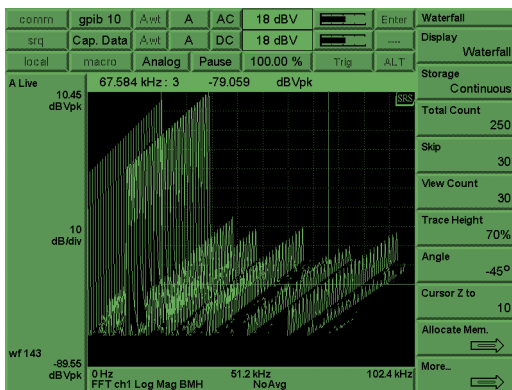 comm gpib 10 Awt A AC 18 dBV Enter
srq Cap. Data Awt A DC 18 dBV ----
local macro Analog Pause 100.00 % Trig ALT
A Live 67.584 kHz : 3 -79.059 dBVpk
10.45
dBVpk
SRS
10
dB/div
wf 143
-89.55
dBVpk
0 Hz 51.2 kHz 102.4 kHz
FFT ch1 Log Mag BMH NoAvg
Waterfall
Display
Waterfall
Storage
Continuous
Total Count
250
Skip
30
View Count
30
Trace Height
70%
Angle
-45°
Cursor Z to
10
Allocate Mem.
More..